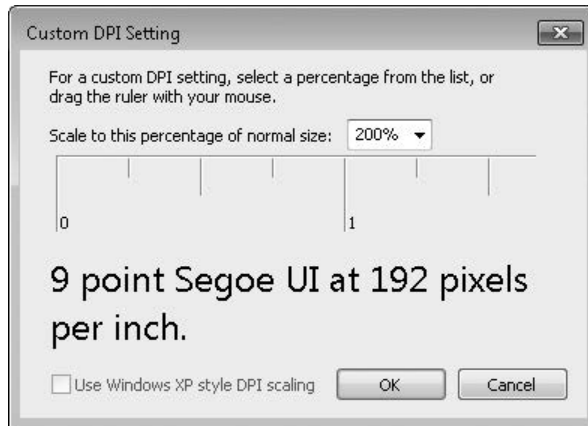 Custom DPI Setting
For a custom DPI setting, select a percentage from the list, or
drag the ruler with your mouse.
Scale to this percentage of normal size: 200%
0 1
9 point Segoe UI at 192 pixels
per inch.
Use Windows XP style DPI scaling OK Cancel